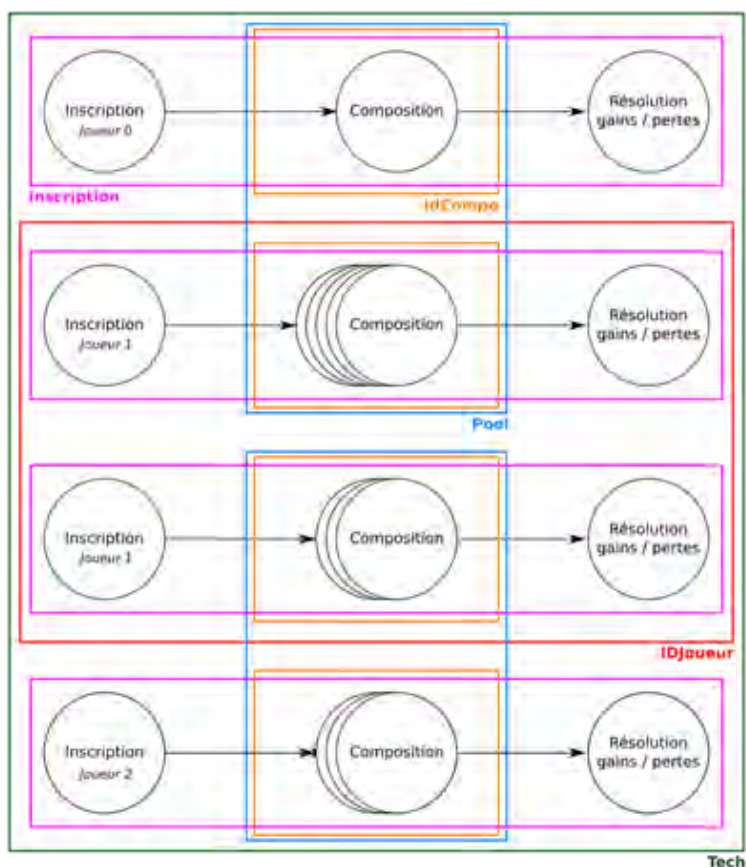 Inscription
Joueur 0
Composition
Résolution
gains / pertes
Inscription
idCompo
Inscription
Joueur 1
Composition
Résolution
gains / pertes
Pool
Inscription
Joueur 1
Composition
Résolution
gains / pertes
IDJoueur
Inscription
Joueur 2
Composition
Résolution
gains / pertes
Tech